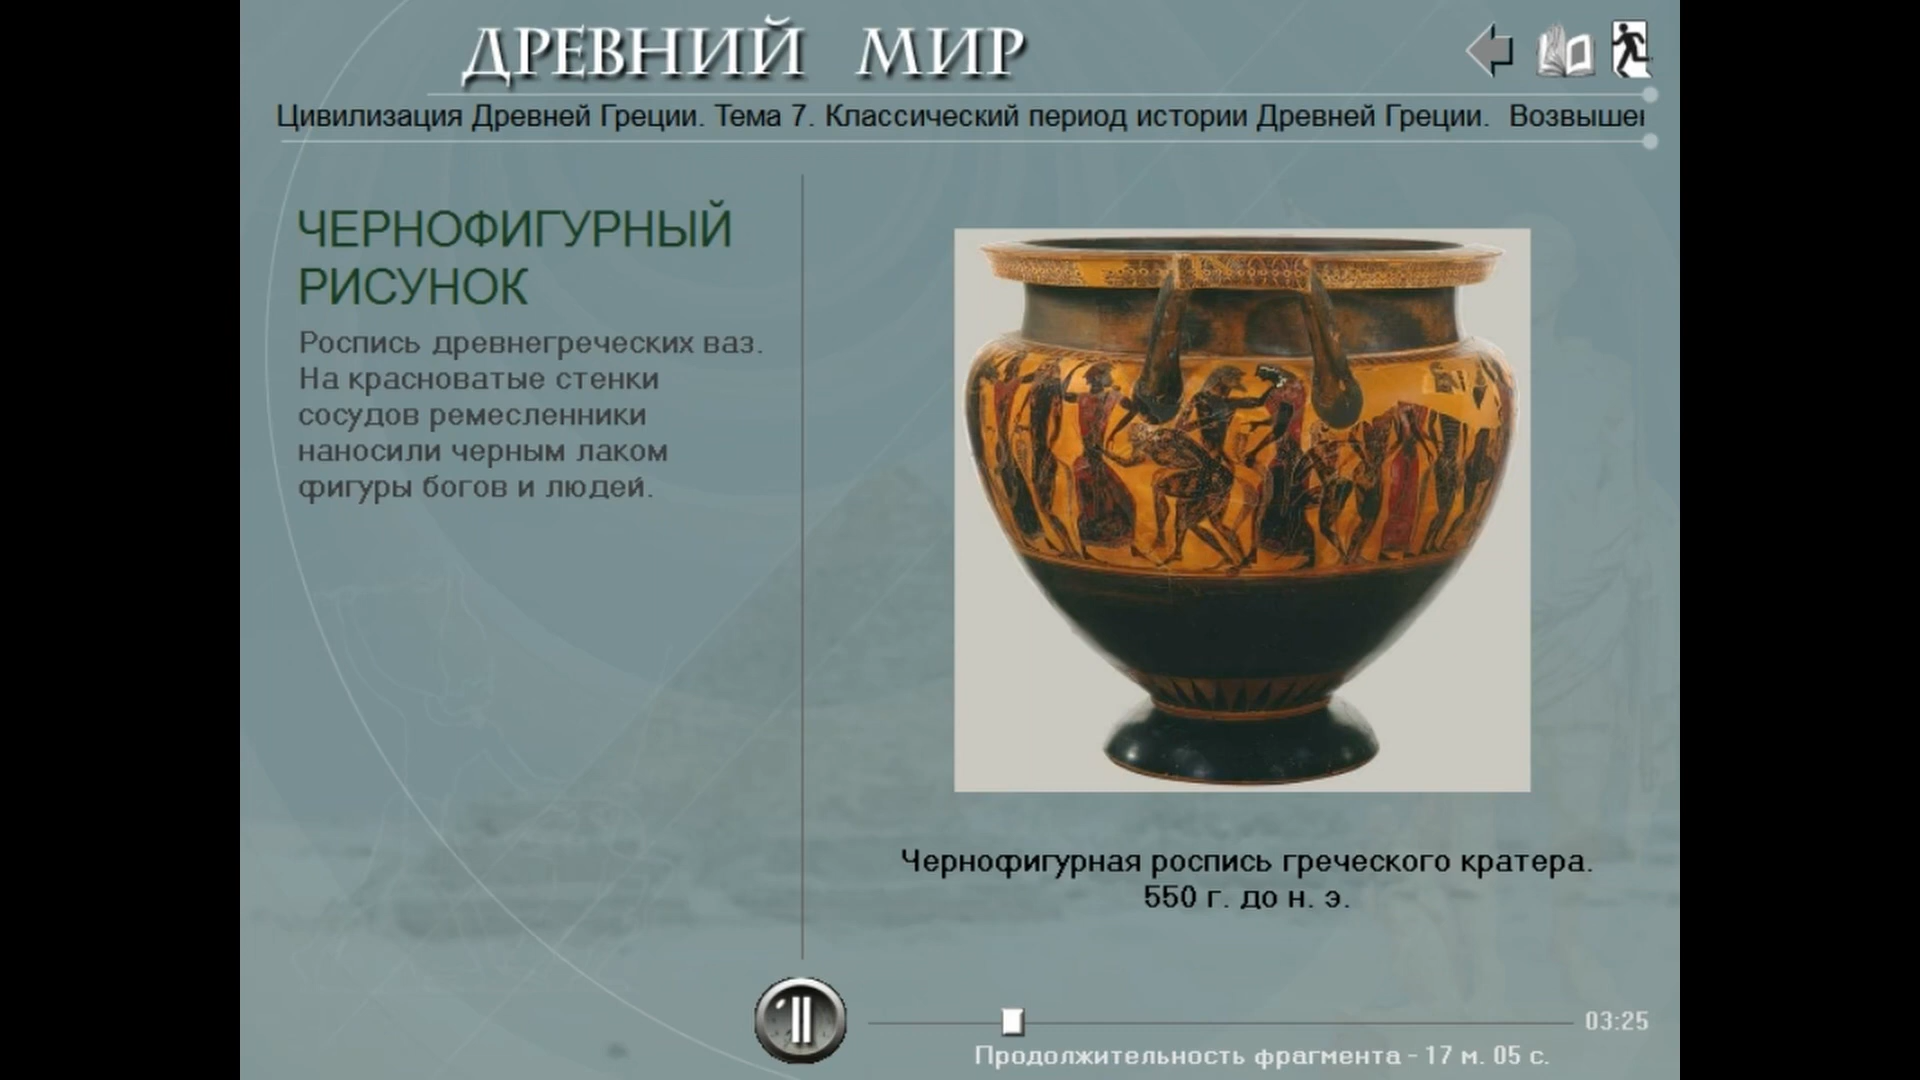 ДРЕВНИЙ МИР
Цивилизация Древней Греции. Тема 7. Классический период истории Древней Греции. Возвышен
ЧЕРНОФИГУРНЫЙ
РИСУНОК
Роспись древнегреческих ваз.
На красноватые стенки
сосудов ремесленники
наносили черным лаком
фигуры богов и людей.
Чернофигурная роспись греческого кратера.
550 г. до н. э.
03:25
Продолжительность фрагмента - 17 м. 05 с.